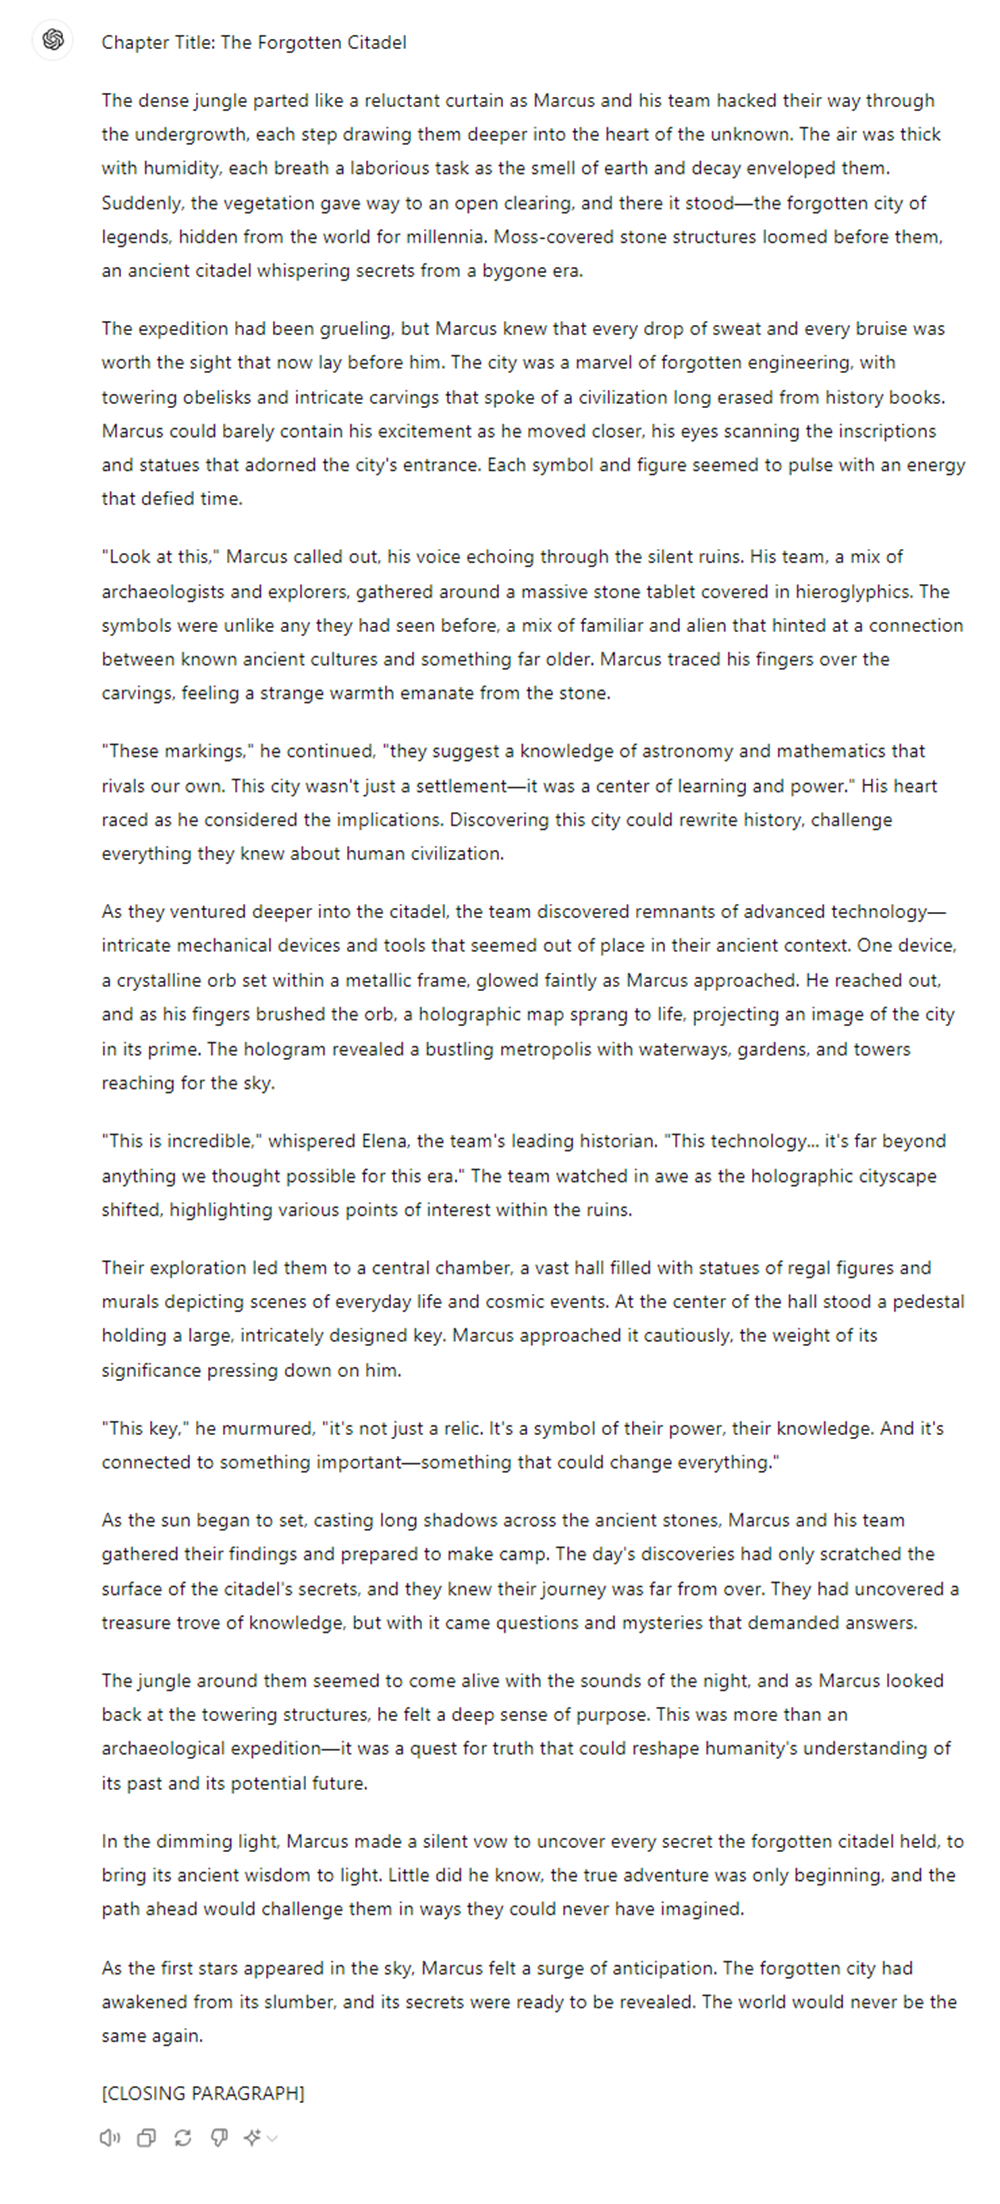 Chapter Title: The Forgotten Citadel
The dense jungle parted like a reluctant curtain as Marcus and his team hacked their way through
the undergrowth, each step drawing them deeper into the heart of the unknown. The air was thick
with humidity, each breath a laborious task as the smell of earth and decay enveloped them.
Suddenly, the vegetation gave way to an open clearing, and there it stood—the forgotten city of
legends, hidden from the world for millennia. Moss-covered stone structures loomed before them,
an ancient citadel whispering secrets from a bygone era.
The expedition had been grueling, but Marcus knew that every drop of sweat and every bruise was
worth the sight that now lay before him. The city was a marvel of forgotten engineering, with
towering obelisks and intricate carvings that spoke of a civilization long erased from history books.
Marcus could barely contain his excitement as he moved closer, his eyes scanning the inscriptions
and statues that adorned the city's entrance. Each symbol and figure seemed to pulse with an energy
that defied time.
"Look at this," Marcus called out, his voice echoing through the silent ruins. His team, a mix of
archaeologists and explorers, gathered around a massive stone tablet covered in hieroglyphics. The
symbols were unlike any they had seen before, a mix of familiar and alien that hinted at a connection
between known ancient cultures and something far older. Marcus traced his fingers over the
carvings, feeling a strange warmth emanate from the stone.
"These markings," he continued, "they suggest a knowledge of astronomy and mathematics that
rivals our own. This city wasn't just a settlement—it was a center of learning and power." His heart
raced as he considered the implications. Discovering this city could rewrite history, challenge
everything they knew about human civilization.
As they ventured deeper into the citadel, the team discovered remnants of advanced technology—
intricate mechanical devices and tools that seemed out of place in their ancient context. One device,
a crystalline orb set within a metallic frame, glowed faintly as Marcus approached. He reached out,
and as his fingers brushed the orb, a holographic map sprang to life, projecting an image of the city
in its prime. The hologram revealed a bustling metropolis with waterways, gardens, and towers
reaching for the sky.
"This is incredible," whispered Elena, the team's leading historian. "This technology... it's far beyond
anything we thought possible for this era." The team watched in awe as the holographic cityscape
shifted, highlighting various points of interest within the ruins.
Their exploration led them to a central chamber, a vast hall filled with statues of regal figures and
murals depicting scenes of everyday life and cosmic events. At the center of the hall stood a pedestal
holding a large, intricately designed key. Marcus approached it cautiously, the weight of its
significance pressing down on him.
"This key," he murmured, "it's not just a relic. It's a symbol of their power, their knowledge. And it's
connected to something important—something that could change everything."
As the sun began to set, casting long shadows across the ancient stones, Marcus and his team
gathered their findings and prepared to make camp. The day's discoveries had only scratched the
surface of the citadel's secrets, and they knew their journey was far from over. They had uncovered a
treasure trove of knowledge, but with it came questions and mysteries that demanded answers.
The jungle around them seemed to come alive with the sounds of the night, and as Marcus looked
back at the towering structures, he felt a deep sense of purpose. This was more than an
archaeological expedition—it was a quest for truth that could reshape humanity's understanding of
its past and its potential future.
In the dimming light, Marcus made a silent vow to uncover every secret the forgotten citadel held, to
bring its ancient wisdom to light. Little did he know, the true adventure was only beginning, and the
path ahead would challenge them in ways they could never have imagined.
As the first stars appeared in the sky, Marcus felt a surge of anticipation. The forgotten city had
awakened from its slumber, and its secrets were ready to be revealed. The world would never be the
same again.
[CLOSING PARAGRAPH]